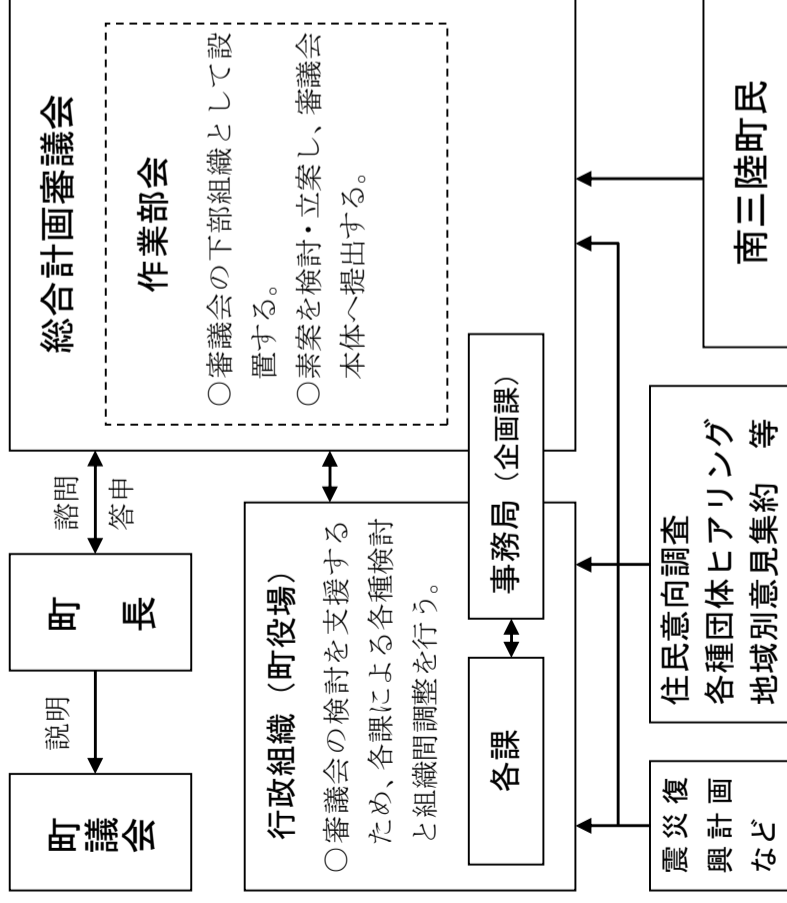 町議会
説明
町　長
諮問
答申
総合計画審議会
作業部会
○審議会の下部組織として設
置する。
○素案を検討・立案し、審議会
本体へ提出する。
行政組織（町役場）
○審議会の検討を支援する
ため、各課による各種検討
と組織間調整を行う。
各課
事務局（企画課）
震災復
興計画
など
住民意向調査
各種団体ヒアリング
地域別意見集約　等
南三陸町民